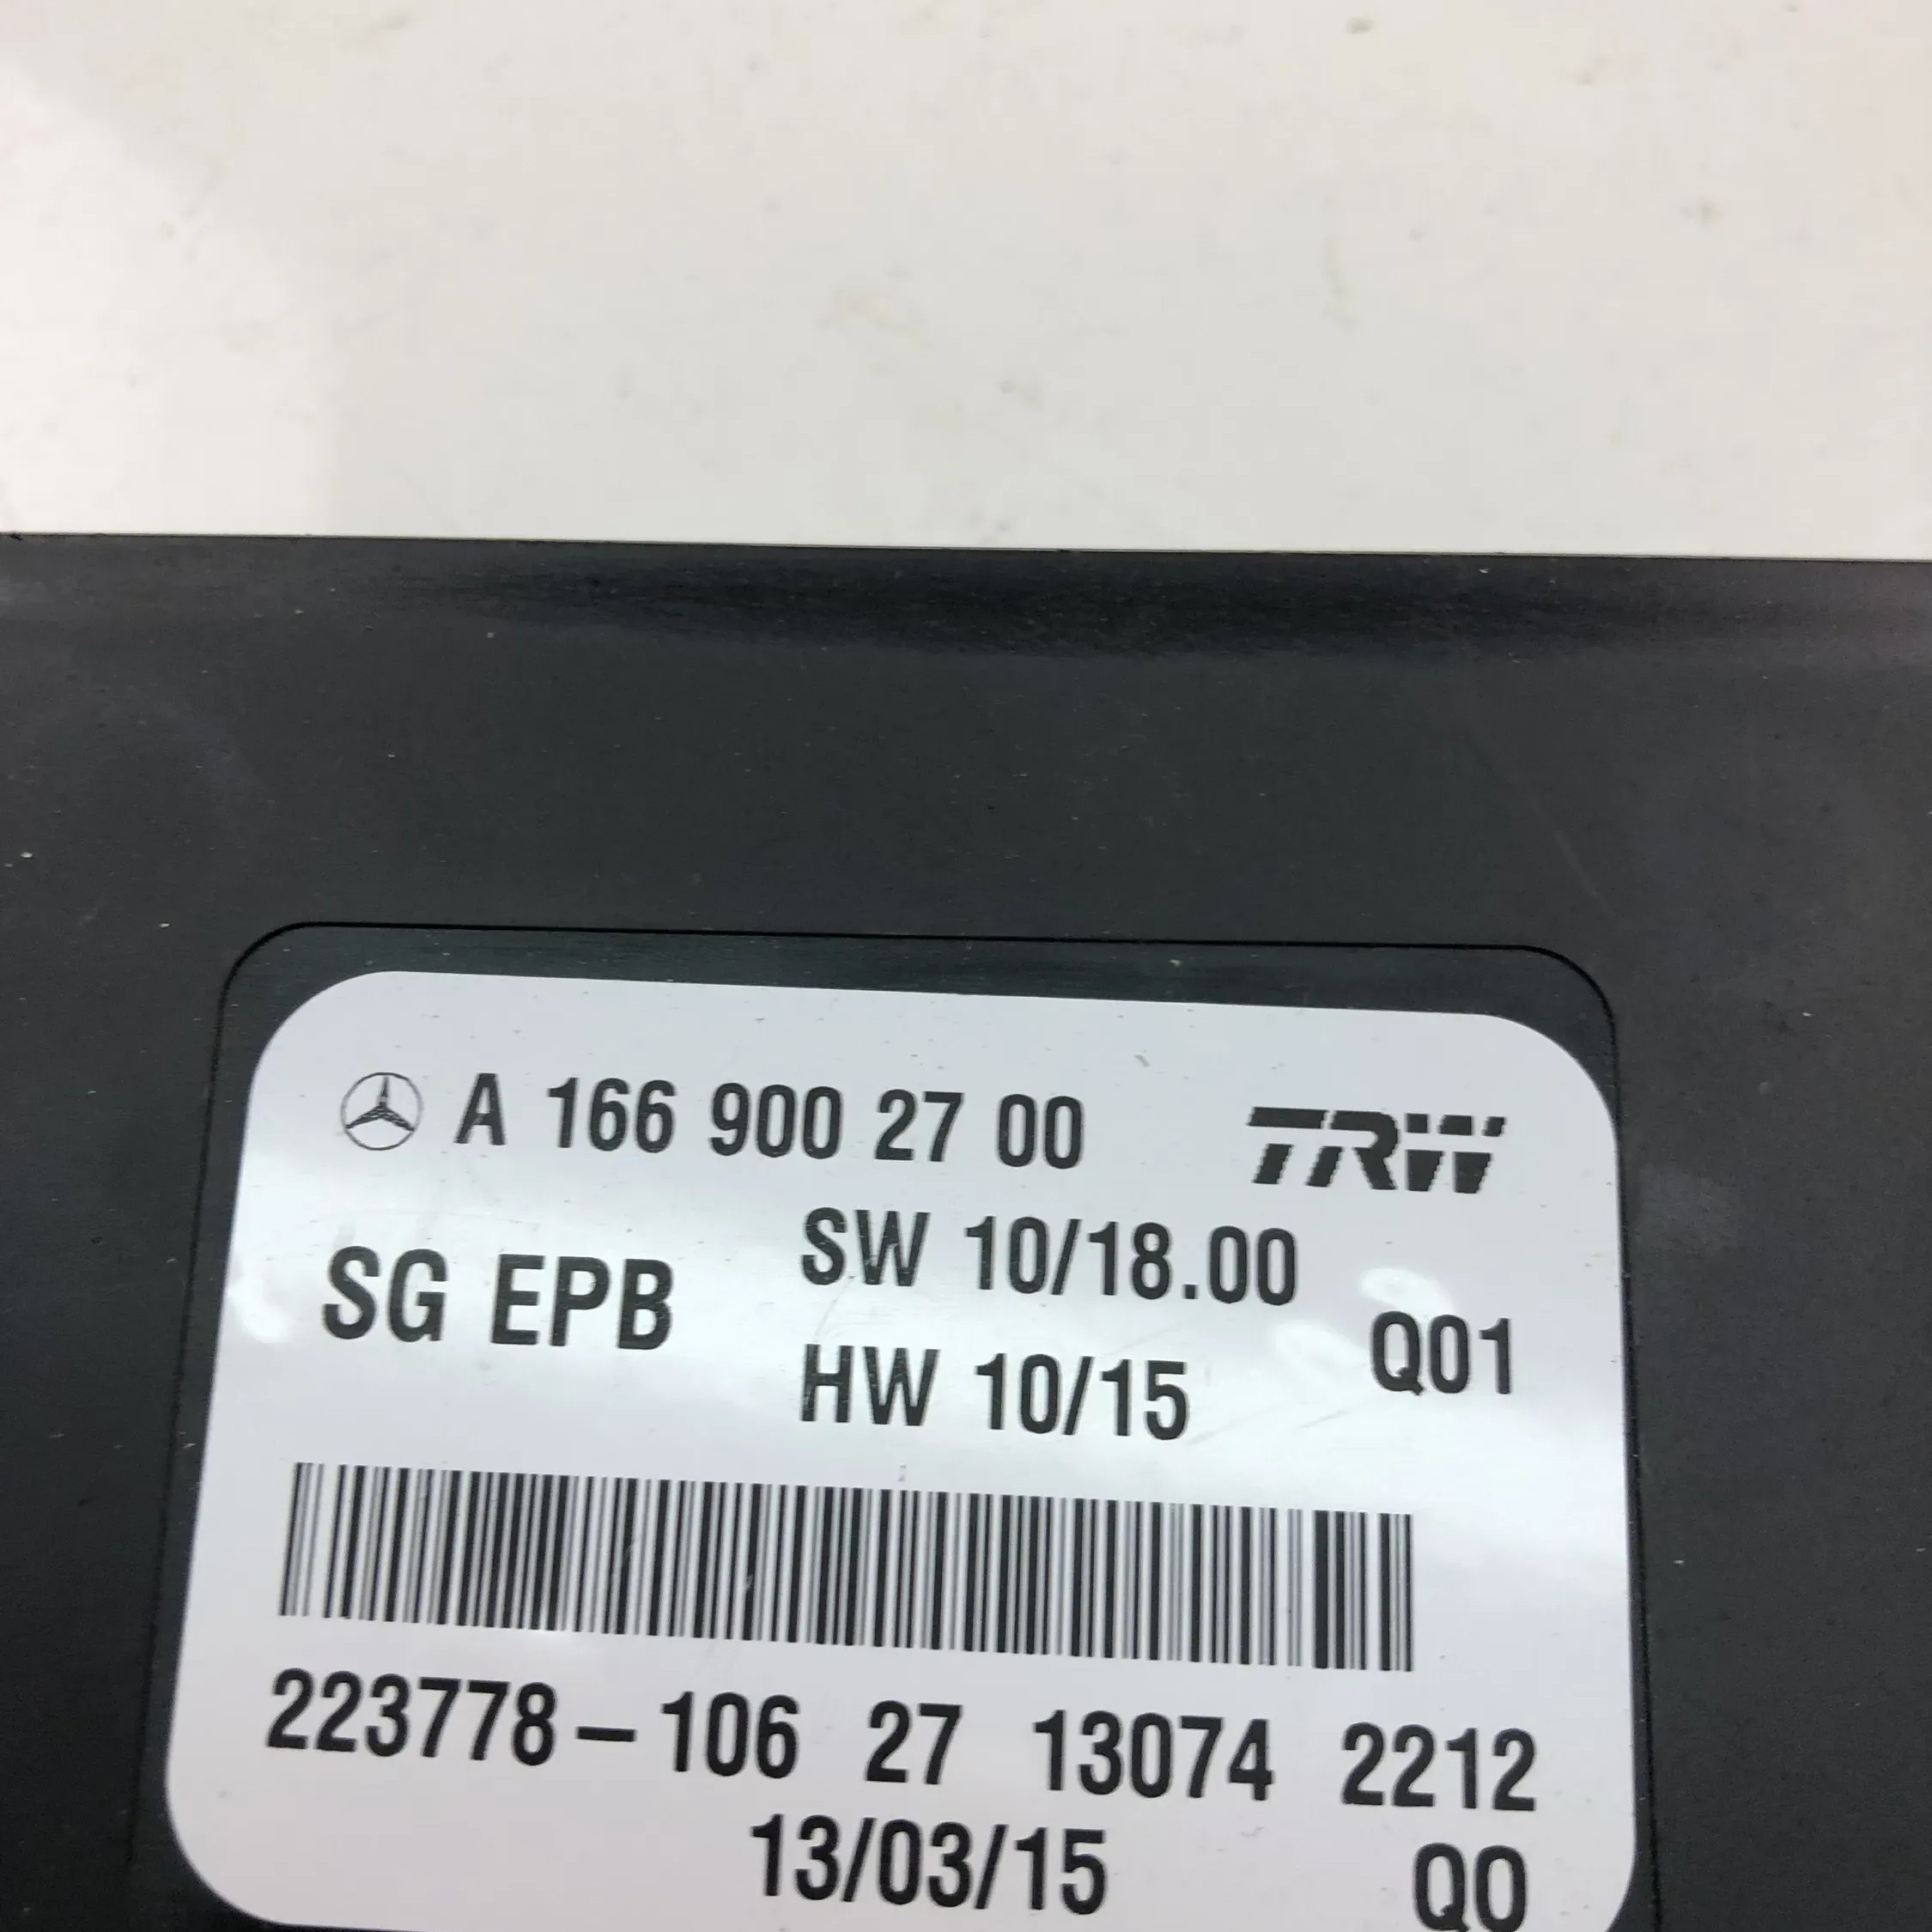 A 166 900 27 00 TRW
SW 10/18.00
SG EPB Q01
HW 10/15
223778-106 27 13074 2212
13/03/15 Q0